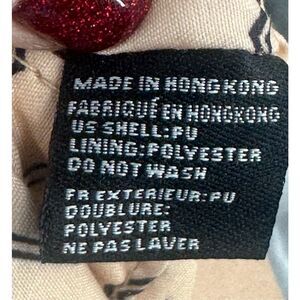 MADE IN HONGKONG
FABRIQUÉ EN HONGKONG
US SHELL:PU
LINING:POLYESTER
DO NOT WASH
FR EXTERIEUR:PU
DOUBLURE:
POLYESTER
NE PAS LAVER